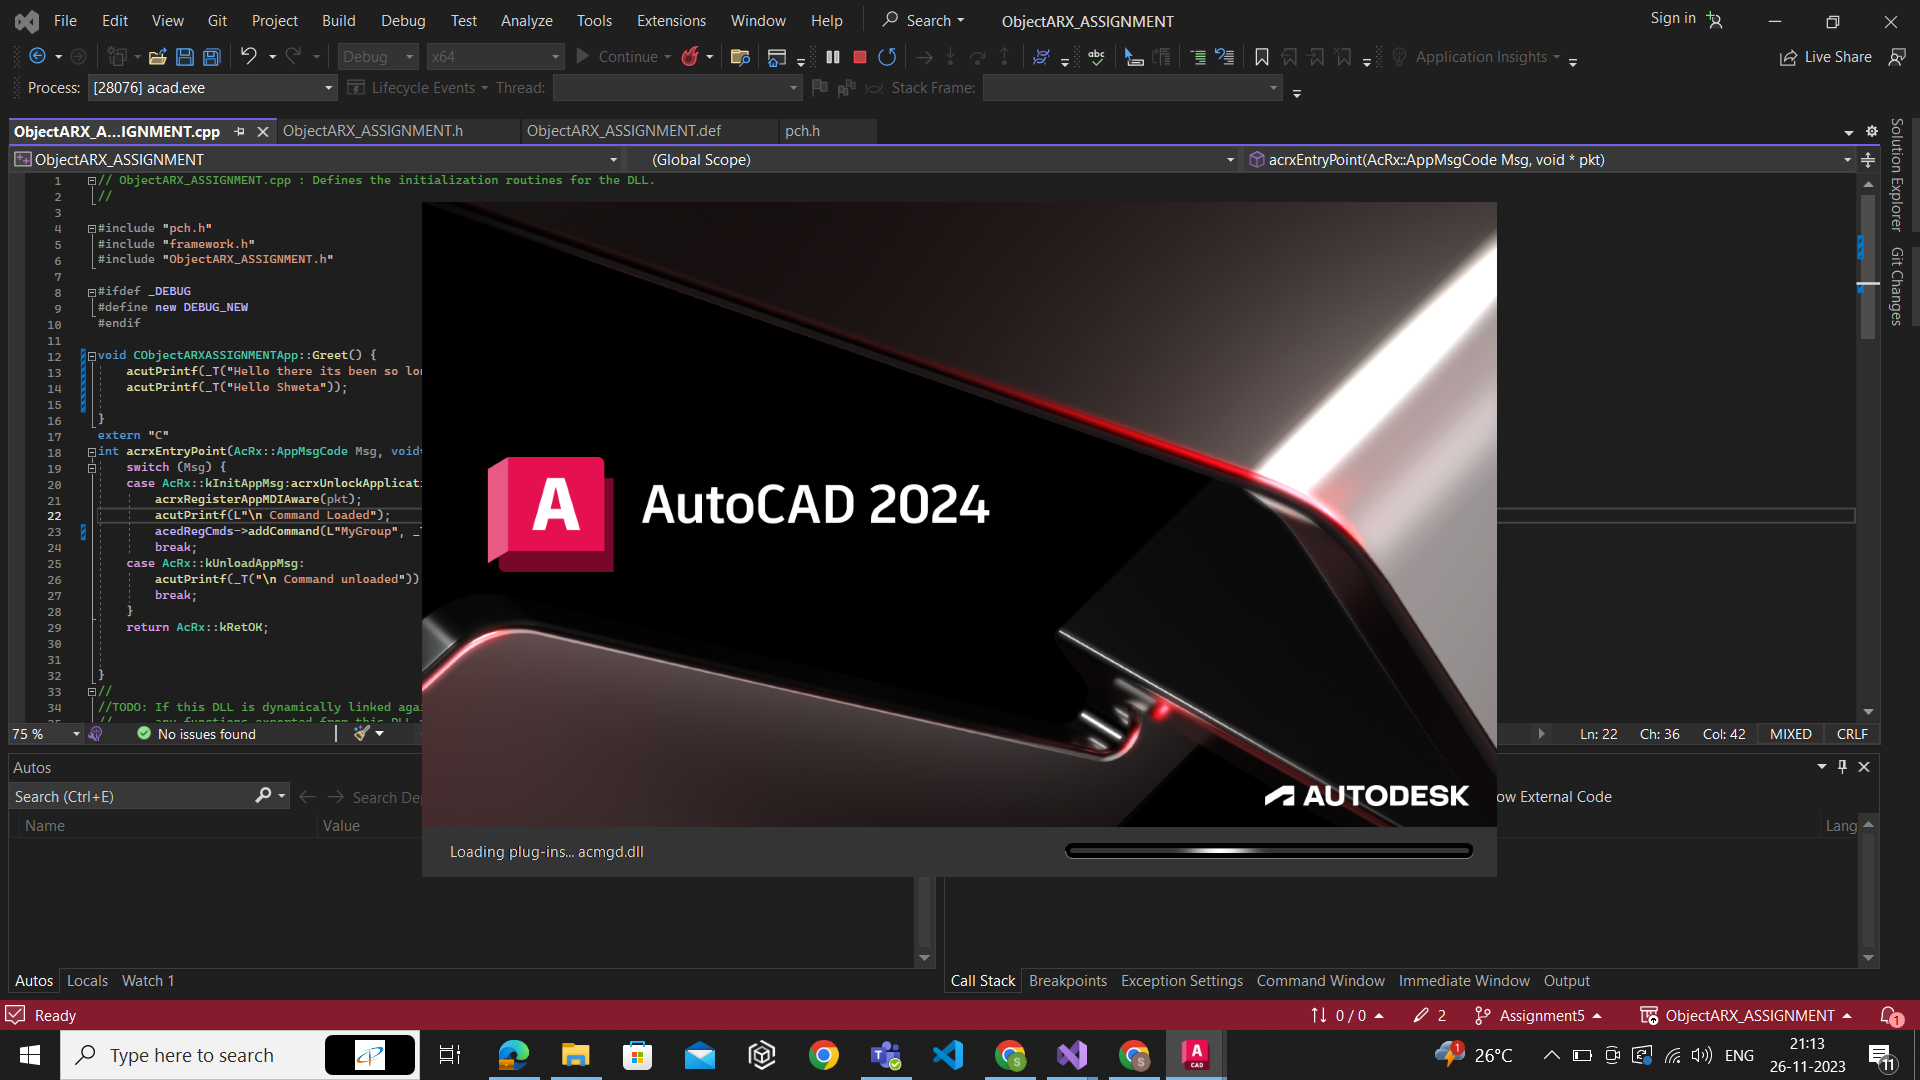 File Edit View Git Project Build Debug Test Analyze Tools Extensions Window Help Search ObjectARX_ASSIGNMENT Sign in
Debug x64 Continue abc Application Insights Live Share
Process: [28076] acad.exe Lifecycle Events Thread: Stack Frame:
ObjectARX_A...IGNMENT.cpp ObjectARX_ASSIGNMENT.h ObjectARX_ASSIGNMENT.def pch.h
ObjectARX_ASSIGNMENT (Global Scope) acrxEntryPoint(AcRx::AppMsgCode Msg, void * pkt)
1 // ObjectARX_ASSIGNMENT.cpp : Defines the initialization routines for the DLL.
2 //
3
4 #include "pch.h"
5 #include "framework.h"
6 #include "ObjectARX_ASSIGNMENT.h"
7
8 #ifdef _DEBUG
9 #define new DEBUG_NEW
10 #endif
11
12 void CObjectARXASSIGNMENTApp::Greet() {
13 acutPrintf(_T("Hello there its been so
14 acutPrintf(_T("Hello Shweta"));
15
16 }
17 extern "C"
18 int acrxEntryPoint(AcRx::AppMsgCode Msg, void
19 switch (Msg) {
20 case AcRx::kInitAppMsg:acrxUnlockApplicati
21 acrxRegisterAppMDIAware(pkt);
22 acutPrintf(L"\n Command Loaded");
23 acedRegCmds->addCommand(L"MyGroup", _
24 break;
25 case AcRx::kUnloadAppMsg:
26 acutPrintf(_T("\n Command unloaded"))
27 break;
28 }
29 return AcRx::kRetOK;
30
31
32 }
33 //
34 //TODO: If this DLL is dynamically linked
Solution Explorer
Git Changes
A AutoCAD 2024
AUTODESK
Loading plug-ins... acmgd.dll
75 % No issues found Ln: 22 Ch: 36 Col: 42 MIXED CRLF
Autos
Search (Ctrl+E) Search De ow External Code
Name Value Lang
Autos Locals Watch 1 Call Stack Breakpoints Exception Settings Command Window Immediate Window Output
Ready 0 / 0 2 Assignment5 ObjectARX_ASSIGNMENT 1
Type here to search S S A CAD 1 26°C ENG 21:13
26-11-2023 11